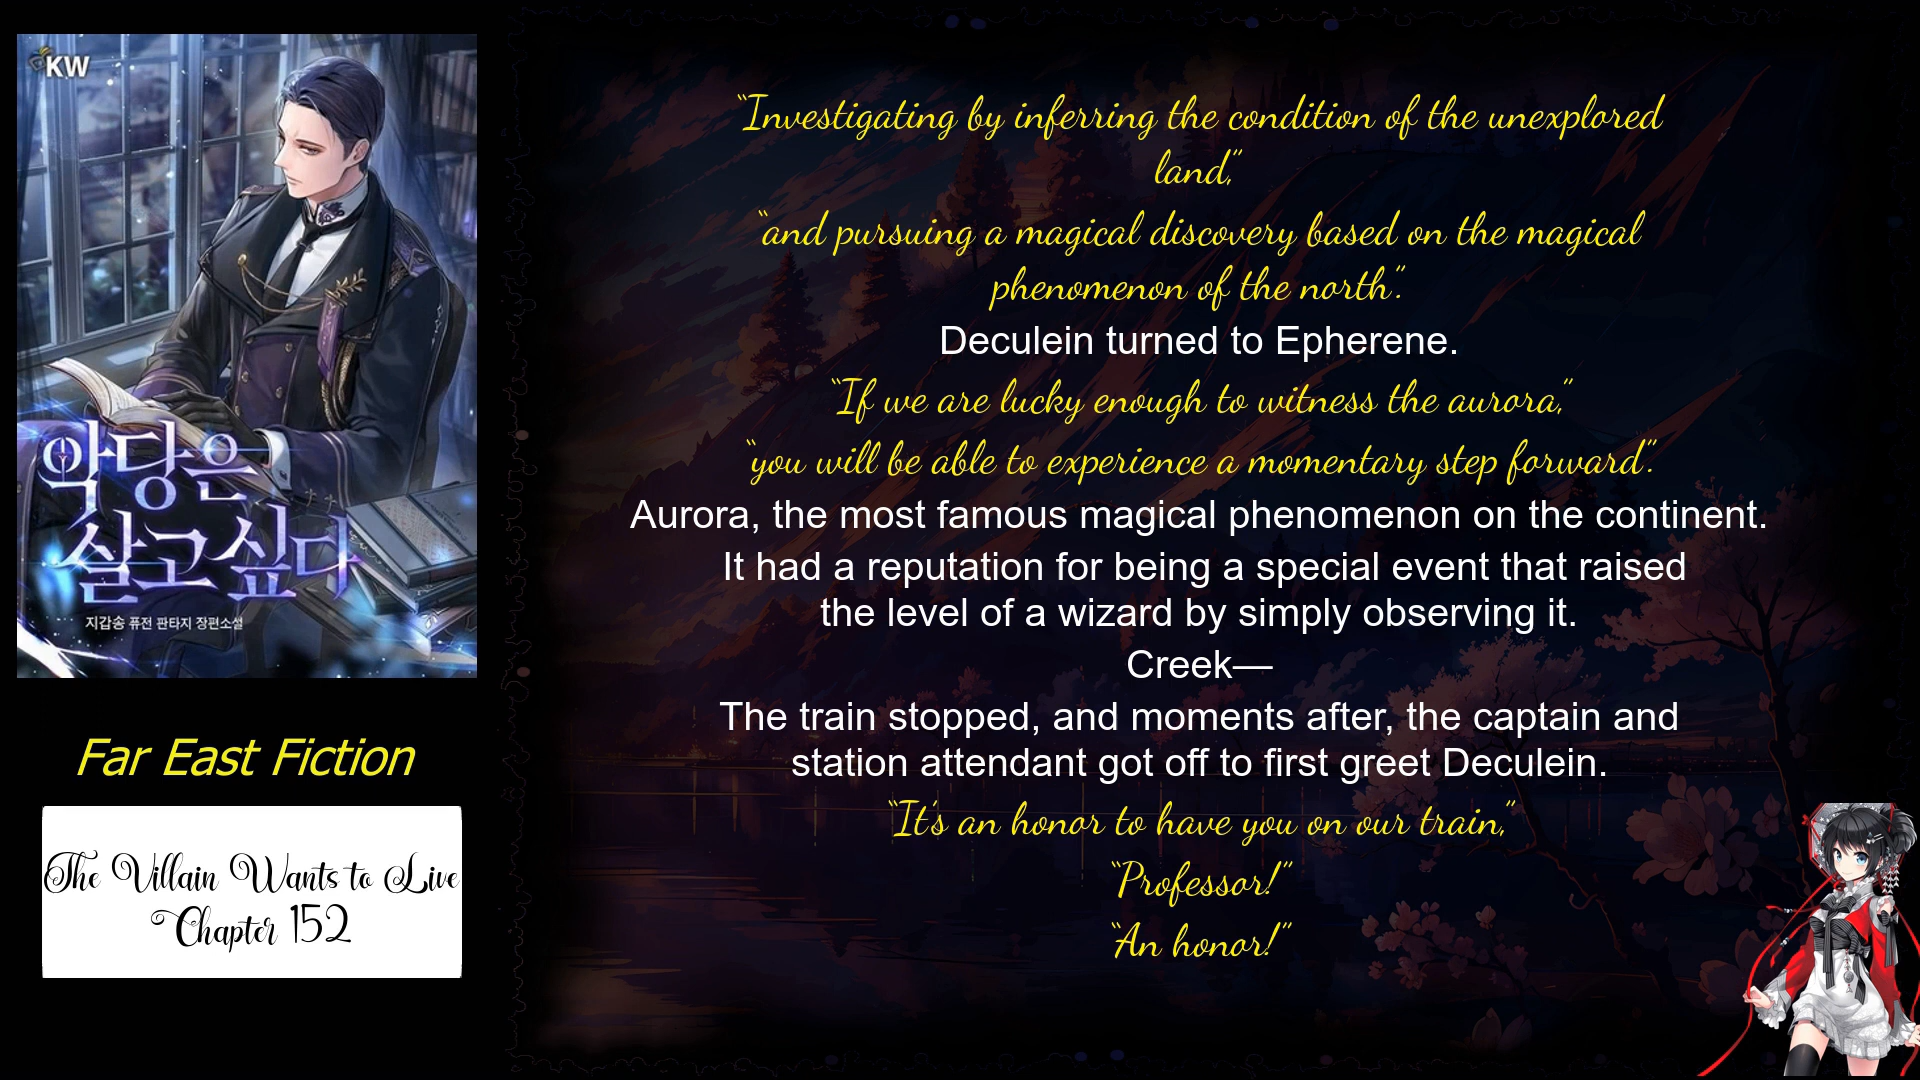 KW
악당은
살고싶다
지갑송 퓨전 판타지 장편소설
Far East Fiction
The Villain Wants to Live
Chapter 152
“Investigating by inferring the condition of the unexplored
land,”
“and pursuing a magical discovery based on the magical
phenomenon of the north”.
Deculein turned to Epherene.
“If we are lucky enough to witness the aurora,”
“you will be able to experience a momentary step forward”.
Aurora, the most famous magical phenomenon on the continent.
It had a reputation for being a special event that raised
the level of a wizard by simply observing it.
Creek—
The train stopped, and moments after, the captain and
station attendant got off to first greet Deculein.
“It's an honor to have you on our train,”
“Professor!”
“An honor!”